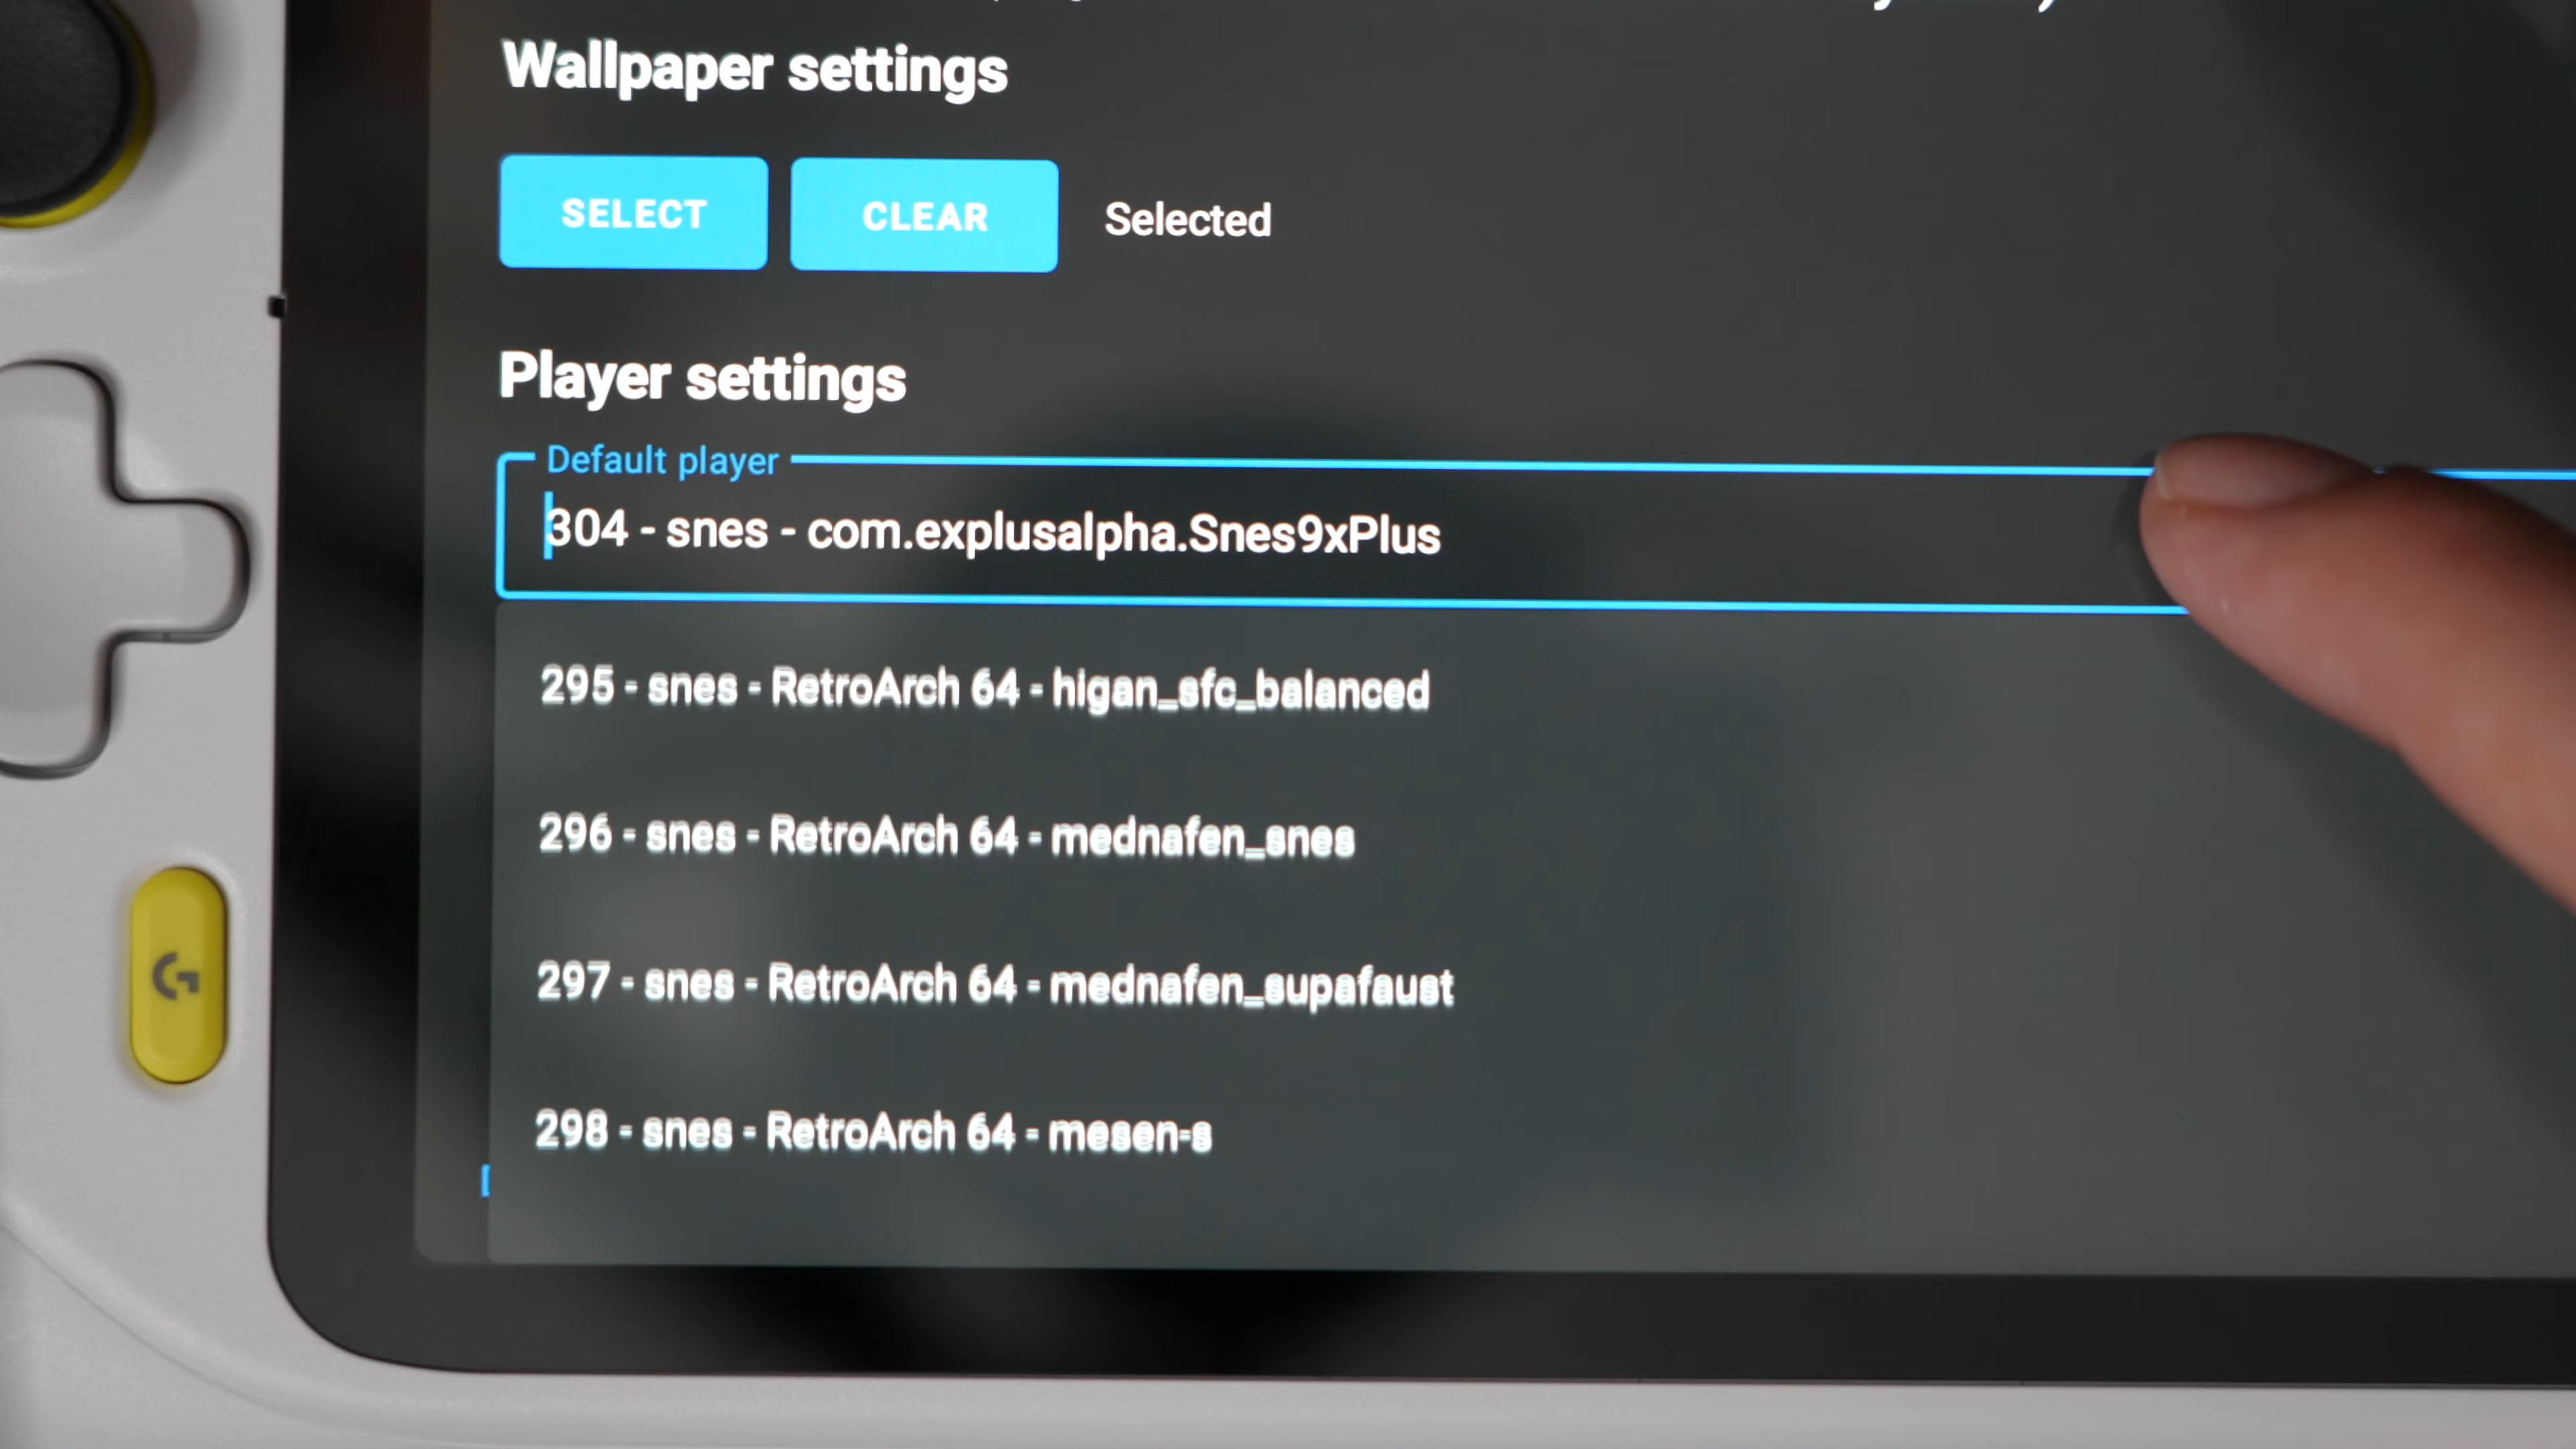 Wallpaper settings
SELECT CLEAR Selected
Player settings
Default player
304 - snes - com.explusalpha.Snes9xPlus
295 - snes - RetroArch 64 - higan_sfc_balanced
296 - snes - RetroArch 64 - mednafen_snes
297 - snes - RetroArch 64 - mednafen_supafaust
298 - snes - RetroArch 64 - mesen-s
G